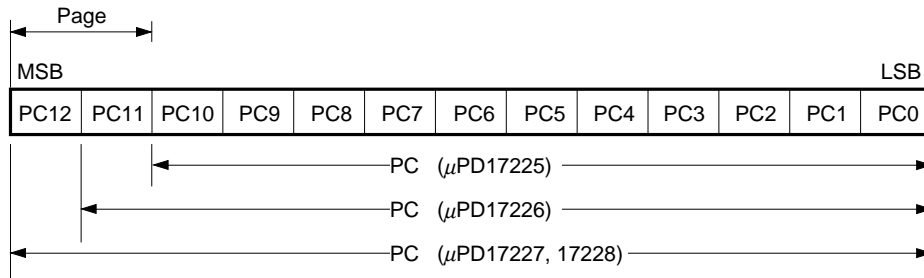 Page
MSB LSB
PC12 PC11 PC10 PC9 PC8 PC7 PC6 PC5 PC4 PC3 PC2 PC1 PC0
PC (μPD17225)
PC (μPD17226)
PC (μPD17227, 17228)